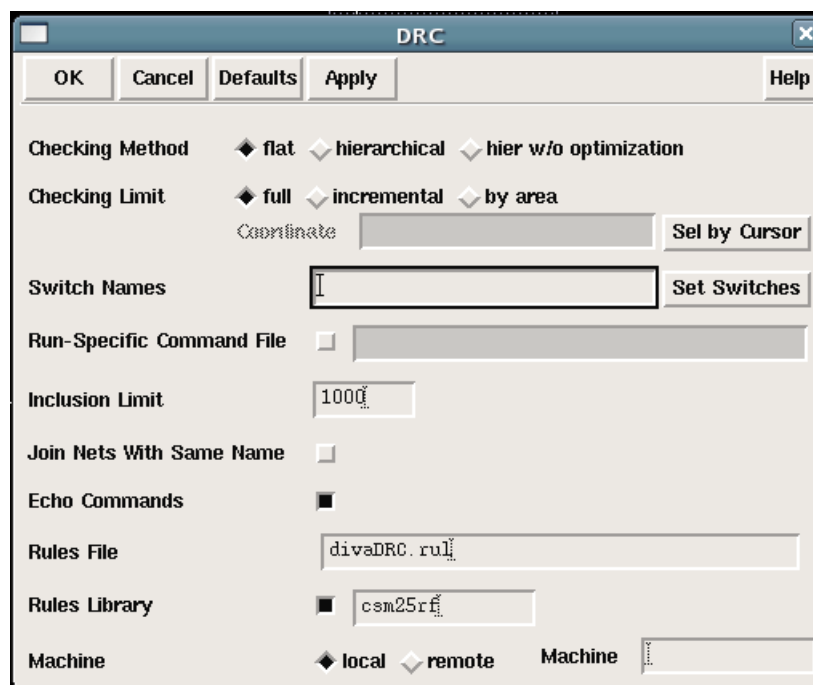 DRC
OK Cancel Defaults Apply Help
Checking Method flat hierarchical hier w/o optimization
Checking Limit full incremental by area
Coordinate Sel by Cursor
Switch Names Set Switches
Run-Specific Command File
Inclusion Limit 1000
Join Nets With Same Name
Echo Commands
Rules File divaDRC.rul
Rules Library csm25rf
Machine local remote Machine